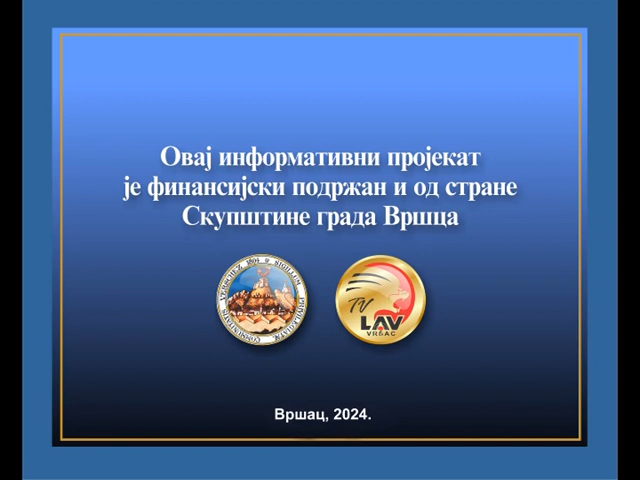 Овај информативни пројекат
је финансијски подржан и од стране
Скупштине града Вршца
TV
LAV
VRŠAC
Вршац, 2024.